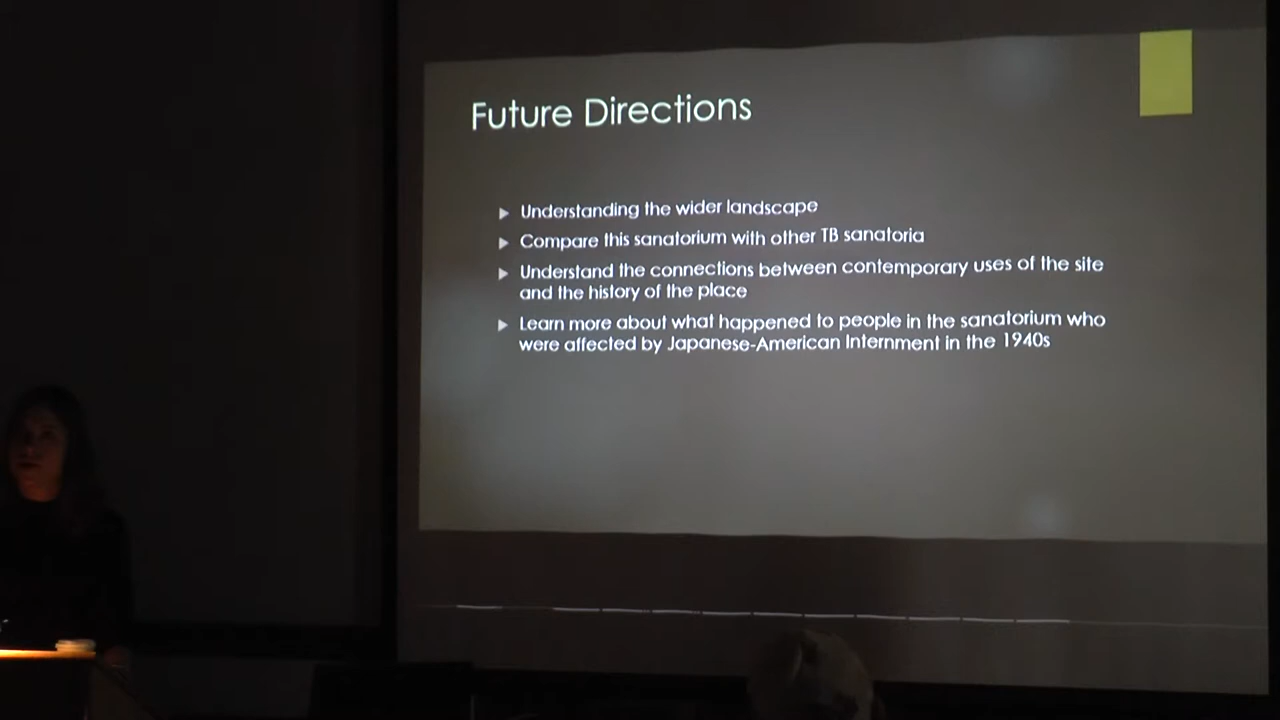 Future Directions
Understanding the wider landscape
Compare this sanatorium with other TB sanatoria
Understand the connections between contemporary uses of the site
and the history of the place
Learn more about what happened to people in the sanatorium who
were affected by Japanese-American Internment in the 1940s